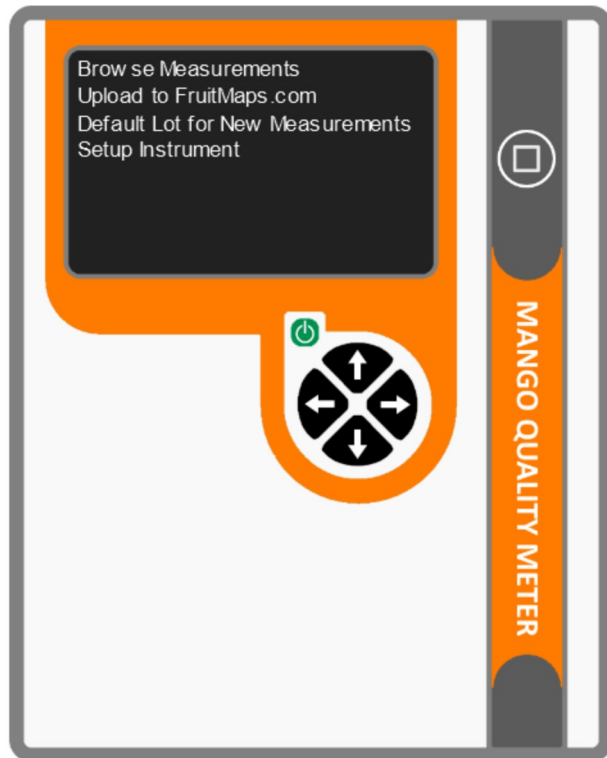 Browse Measurements
Upload to FruitMaps.com
Default Lot for New Measurements
Setup Instrument
MANGO QUALITY METER